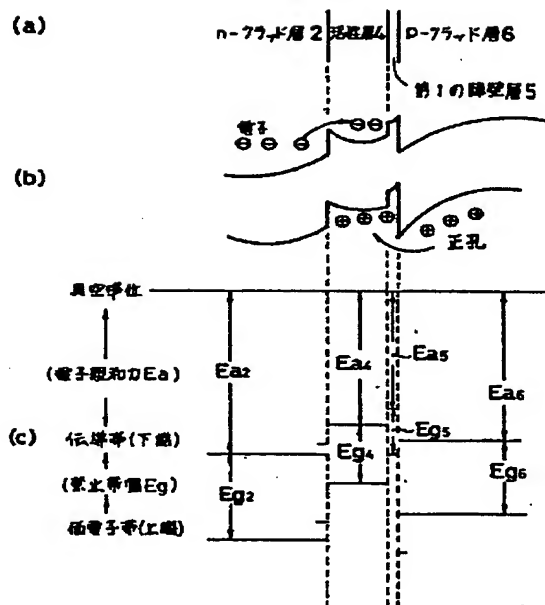 (a)
n-クラッド層2 活性層4 p-クラッド層6
第1の障壁層5
電子
(b)
正孔
真空準位
Ea2 Ea4 Ea5 Ea6
(電子親和力Ea)
(c) 伝導帯(下端)
Eg2 Eg4 Eg5 Eg6
(禁止帯幅Eg)
価電子帯(上端)